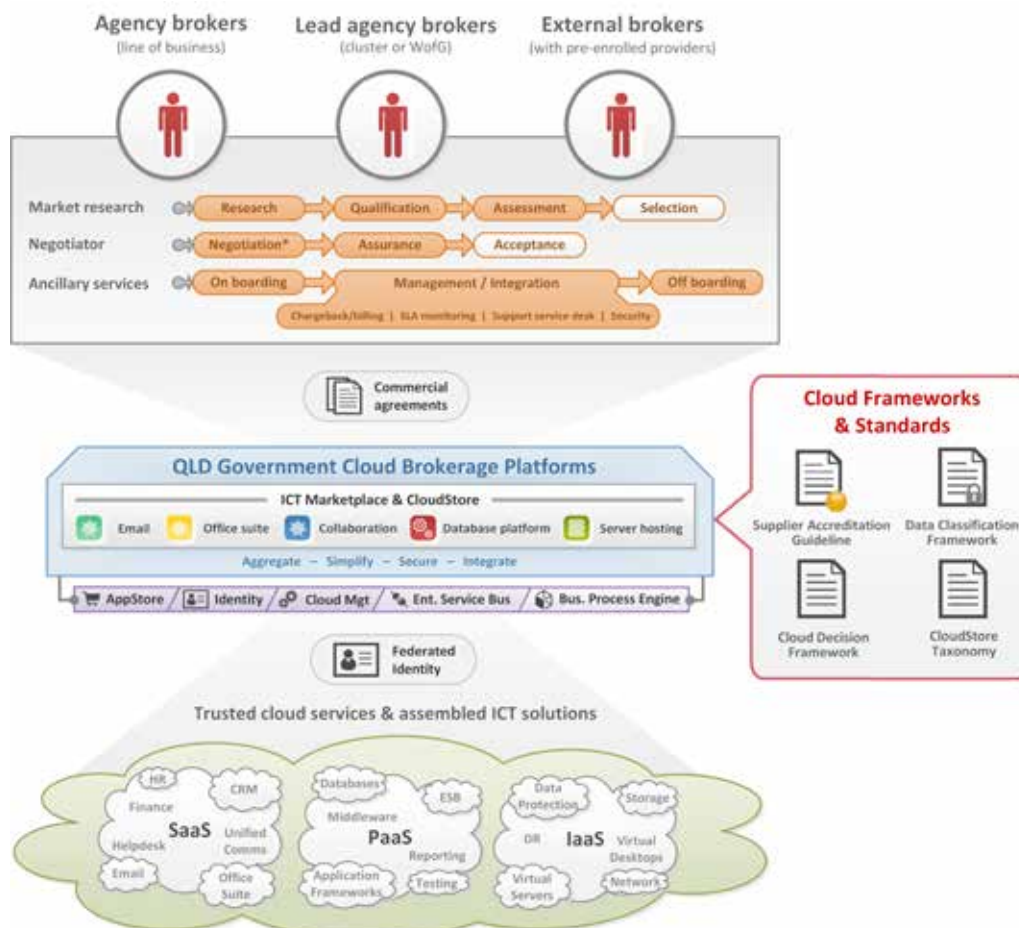 Agency brokers
(line of business)
Lead agency brokers
(cluster or WofG)
External brokers
(with pre-enrolled providers)
Market research
Research
Qualification
Assessment
Selection
Negotiator
Negotiation*
Assurance
Acceptance
Ancillary services
On boarding
Management / Integration
Off boarding
Chargeback/billing | SLA monitoring | Support service desk | Security
Commercial
agreements
Cloud Frameworks
& Standards
Supplier Accreditation
Guideline
Data Classification
Framework
Cloud Decision
Framework
CloudStore
Taxonomy
QLD Government Cloud Brokerage Platforms
ICT Marketplace & CloudStore
Email
Office suite
Collaboration
Database platform
Server hosting
Aggregate – Simplify – Secure – Integrate
AppStore
Identity
Cloud Mgt
Ent. Service Bus
Bus. Process Engine
Federated
Identity
Trusted cloud services & assembled ICT solutions
HR
CRM
Finance
SaaS
Unified
Comms
Helpdesk
Email
Office
Suite
Databases
ESB
Middleware
PaaS
Reporting
Application
Frameworks
Testing
Data
Protection
Storage
DR
IaaS
Virtual
Desktops
Virtual
Servers
Network